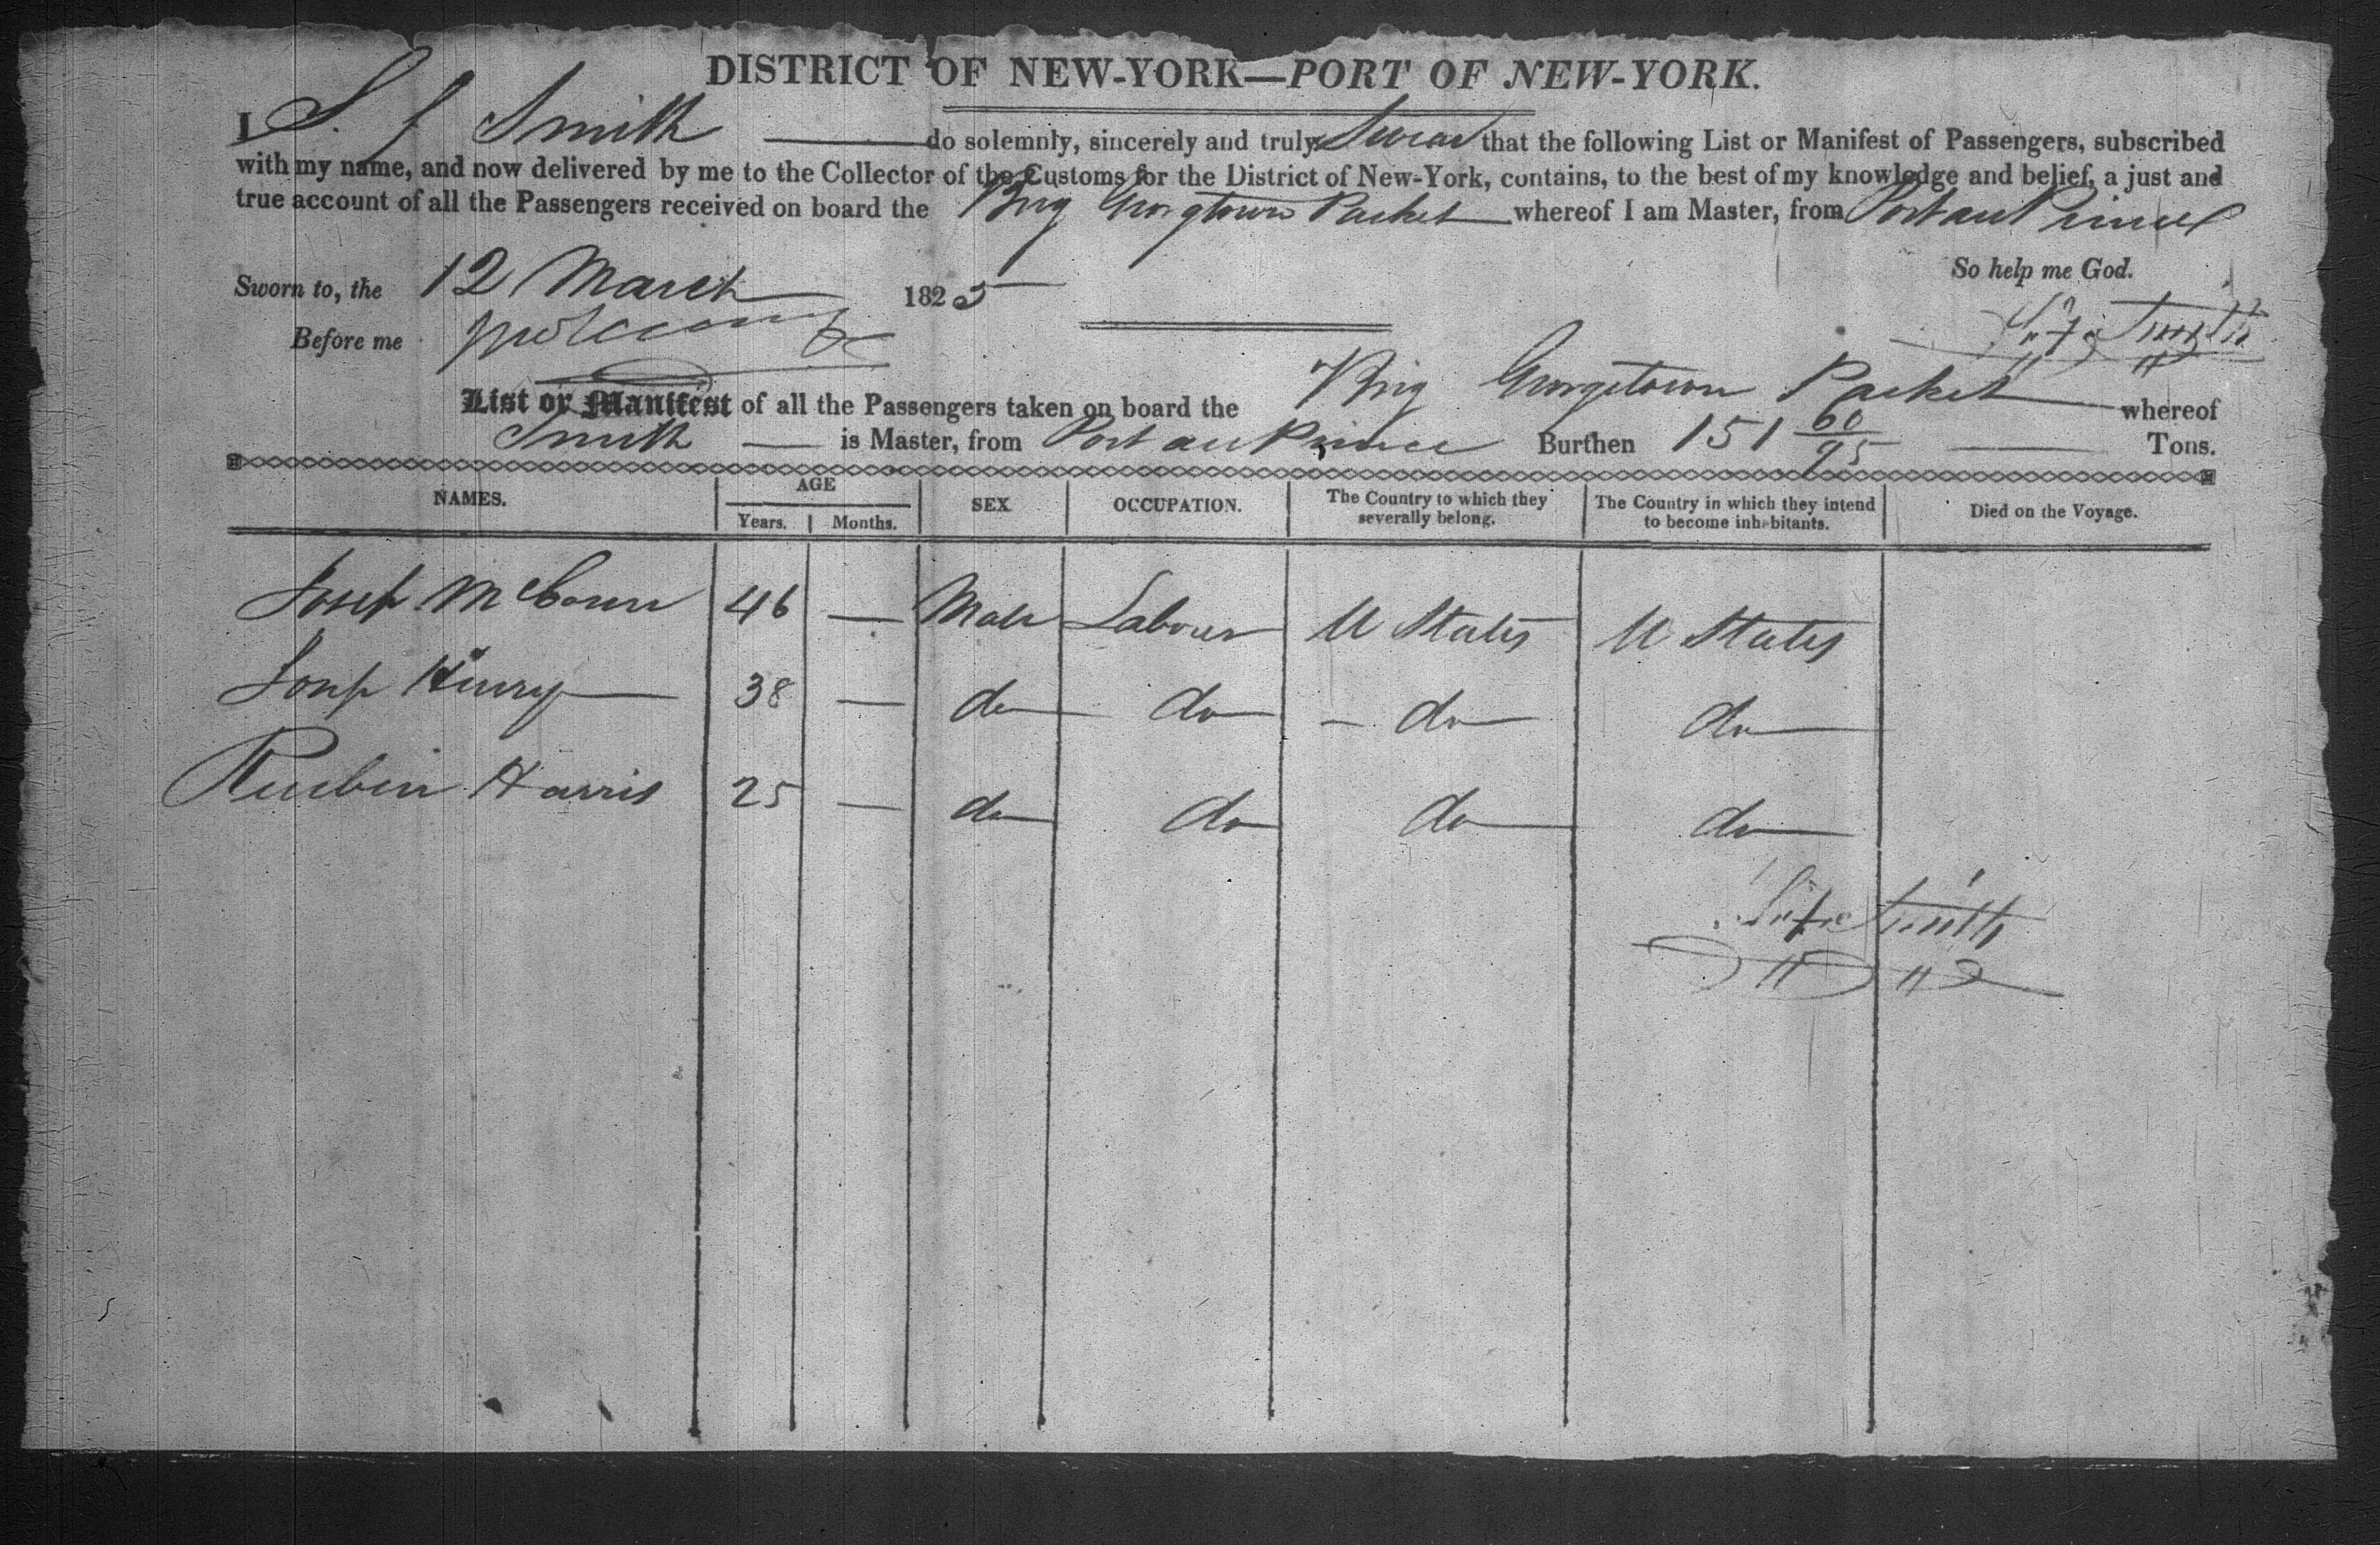 DISTRICT OF NEW-YORK—PORT OF NEW-YORK.
I S. J Smith do solemnly, sincerely and truly Swear that the following List or Manifest of Passengers, subscribed
with my name, and now delivered by me to the Collector of the Customs for the District of New-York, contains, to the best of my knowledge and belief, a just and
true account of all the Passengers received on board the Brig Georgtown Packet whereof I am Master, from Port au Prince
So help me God.
Sworn to, the 12 March 1825
Before me
Smith
List or Manifest of all the Passengers taken on board the Brig Georgetown Packet whereof
Smith is Master, from Port au Prince Burthen 151 60/95 Tons.
NAMES. AGE Years. Months. SEX OCCUPATION. The Country to which they severally belong. The Country in which they intend to become inhabitants. Died on the Voyage.
Joseph 46 — Male Labourer U States U States
Henry 38 — do do do do
Rueben Harris 25 — do do do do
Smith